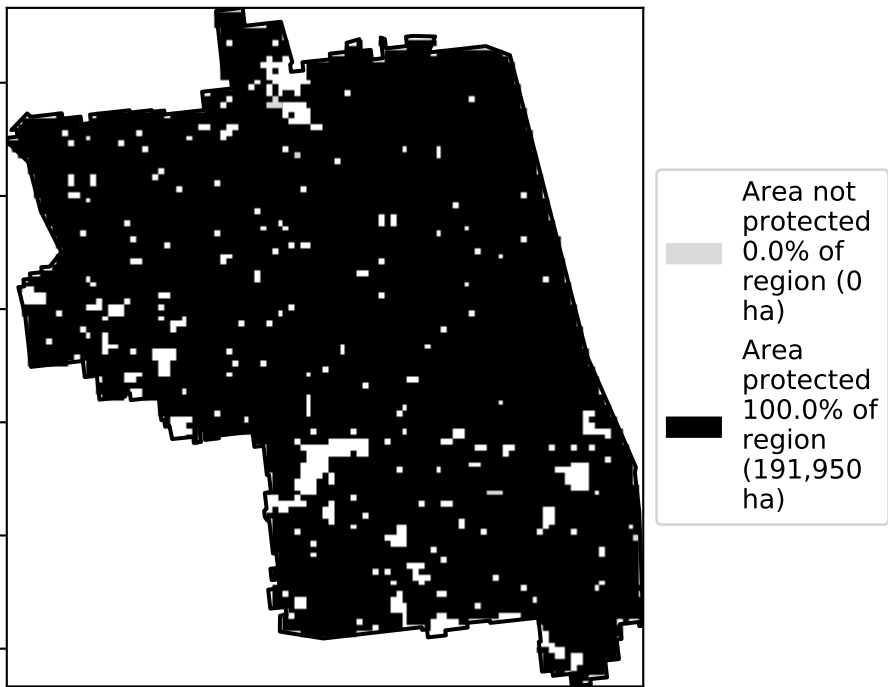 Area not
protected
0.0% of
region (0
ha)
Area
protected
100.0% of
region
(191,950
ha)